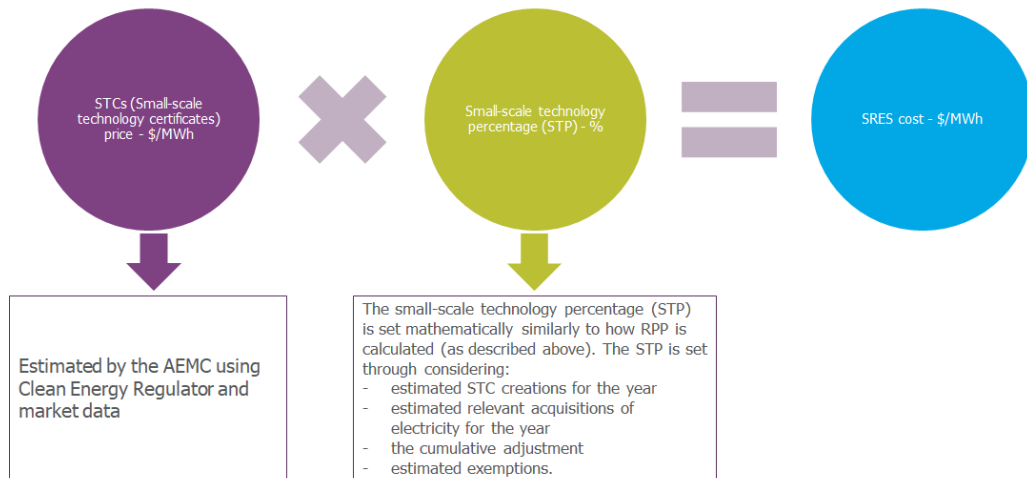 STCs (Small-scale
technology certificates)
price - $/MWh
Small-scale technology
percentage (STP) - %
SRES cost - $/MWh
Estimated by the AEMC using
Clean Energy Regulator and
market data
The small-scale technology percentage (STP)
is set mathematically similarly to how RPP is
calculated (as described above). The STP is set
through considering:
- estimated STC creations for the year
- estimated relevant acquisitions of
electricity for the year
- the cumulative adjustment
- estimated exemptions.